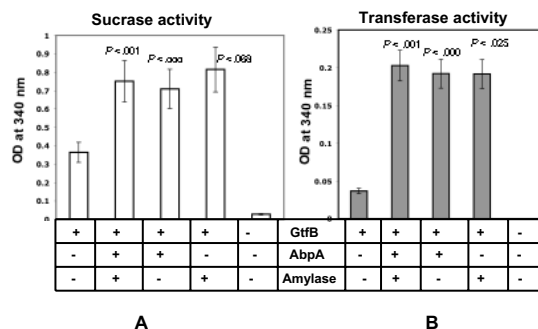 Sucrase activity
OD at 340 nm
1
0.9
0.8
0.7
0.6
0.5
0.4
0.3
0.2
0.1
0
P<.001
Transferase activity
OD at 340 nm
0.25
0.2
0.15
0.1
0.05
0
P<.001
P<.000
P<.025
+ + + + - GtfB + + + + -
- + + - - AbpA - + + - -
- + - + - Amylase - + - + -
A B